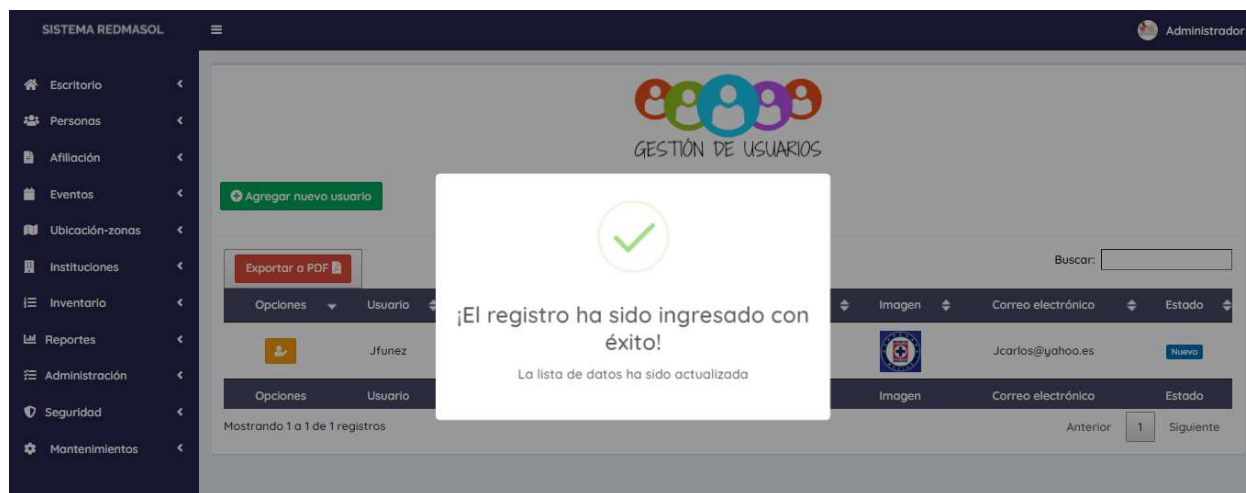 SISTEMA REDMASOL
Administrador
Escritorio
Personas
Afiliación
Eventos
Ubicación-zonas
Instituciones
Inventario
Reportes
Administración
Seguridad
Mantenimientos
GESTIÓN DE USUARIOS
Agregar nuevo usuario
Exportar a PDF
Buscar:
Opciones Usuario Imagen Correo electrónico Estado
Jfunez Jcarlos@yahoo.es Nuevo
Opciones Usuario Imagen Correo electrónico Estado
Mostrando 1 a 1 de 1 registros
Anterior 1 Siguiente
¡El registro ha sido ingresado con
éxito!
La lista de datos ha sido actualizada